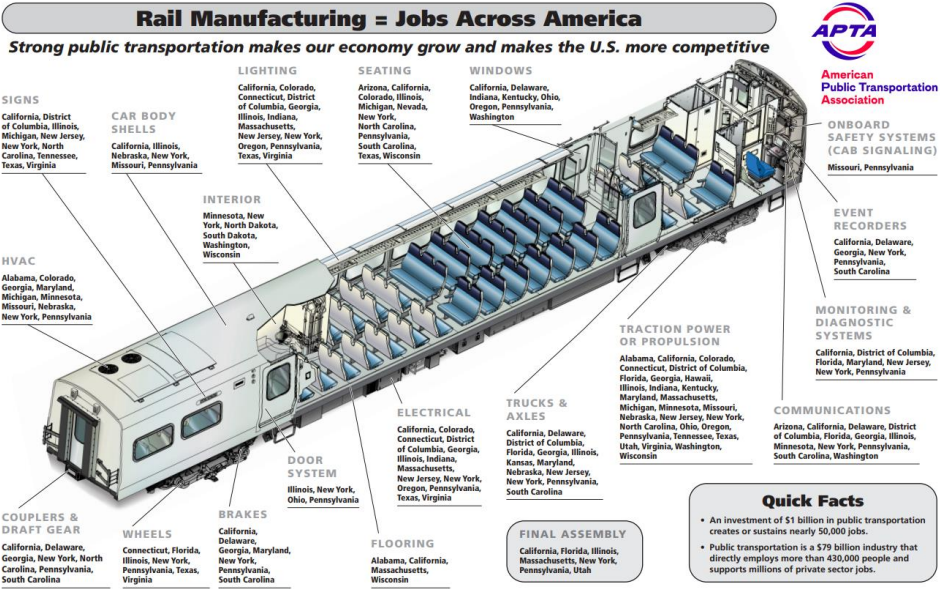 Rail Manufacturing = Jobs Across America
Strong public transportation makes our economy grow and makes the U.S. more competitive
APTA
American
Public Transportation
Association
SIGNS
California, District
of Columbia, Illinois,
Michigan, New Jersey,
New York, North
Carolina, Tennessee,
Texas, Virginia
CAR BODY
SHELLS
California, Illinois,
Nebraska, New York,
Missouri, Pennsylvania
LIGHTING
California, Colorado,
Connecticut, District
of Columbia, Georgia,
Illinois, Indiana,
Massachusetts,
New Jersey, New York,
Oregon, Pennsylvania,
Texas, Virginia
SEATING
Arizona, California,
Colorado, Illinois,
Michigan, Nevada,
New York,
North Carolina,
Pennsylvania,
South Carolina,
Texas, Wisconsin
WINDOWS
California, Delaware,
Indiana, Kentucky, Ohio,
Oregon, Pennsylvania,
Washington
ONBOARD
SAFETY SYSTEMS
(CAB SIGNALING)
Missouri, Pennsylvania
INTERIOR
Minnesota, New
York, North Dakota,
South Dakota,
Washington,
Wisconsin
EVENT
RECORDERS
California, Delaware,
Georgia, New York,
Pennsylvania,
South Carolina
HVAC
Alabama, Colorado,
Georgia, Maryland,
Michigan, Minnesota,
Missouri, Nebraska,
New York, Pennsylvania
MONITORING &
DIAGNOSTIC
SYSTEMS
California, District of Columbia,
Florida, Maryland, New Jersey,
New York, Pennsylvania
TRACTION POWER
OR PROPULSION
Alabama, California, Colorado,
Connecticut, District of Columbia,
Florida, Georgia, Hawaii,
Illinois, Indiana, Kentucky,
Maryland, Massachusetts,
Michigan, Minnesota, Missouri,
Nebraska, New Jersey, New York,
North Carolina, Ohio, Oregon,
Pennsylvania, Tennessee, Texas,
Utah, Virginia, Washington,
Wisconsin
TRUCKS &
AXLES
California, Delaware,
District of Columbia,
Florida, Georgia, Illinois,
Kansas, Maryland,
Nebraska, New Jersey,
New York, Pennsylvania,
South Carolina
ELECTRICAL
California, Colorado,
Connecticut, District
of Columbia, Georgia,
Illinois, Indiana,
Massachusetts,
New Jersey, New York,
Oregon, Pennsylvania,
Texas, Virginia
COMMUNICATIONS
Arizona, California, Delaware, District
of Columbia, Florida, Georgia, Illinois,
Minnesota, New York, Pennsylvania,
South Carolina, Washington
DOOR
SYSTEM
Illinois, New York,
Ohio, Pennsylvania
COUPLERS &
DRAFT GEAR
California, Delaware,
Georgia, New York, North
Carolina, Pennsylvania,
South Carolina
WHEELS
Connecticut, Florida,
Illinois, New York,
Pennsylvania, Texas,
Virginia
BRAKES
California,
Delaware,
Georgia, Maryland,
New York,
Pennsylvania,
South Carolina
FLOORING
Alabama, California,
Massachusetts,
Wisconsin
FINAL ASSEMBLY
California, Florida, Illinois,
Massachusetts, New York,
Pennsylvania, Utah
Quick Facts
• An investment of $1 billion in public transportation
creates or sustains nearly 50,000 jobs.
• Public transportation is a $79 billion industry that
directly employs more than 430,000 people and
supports millions of private sector jobs.